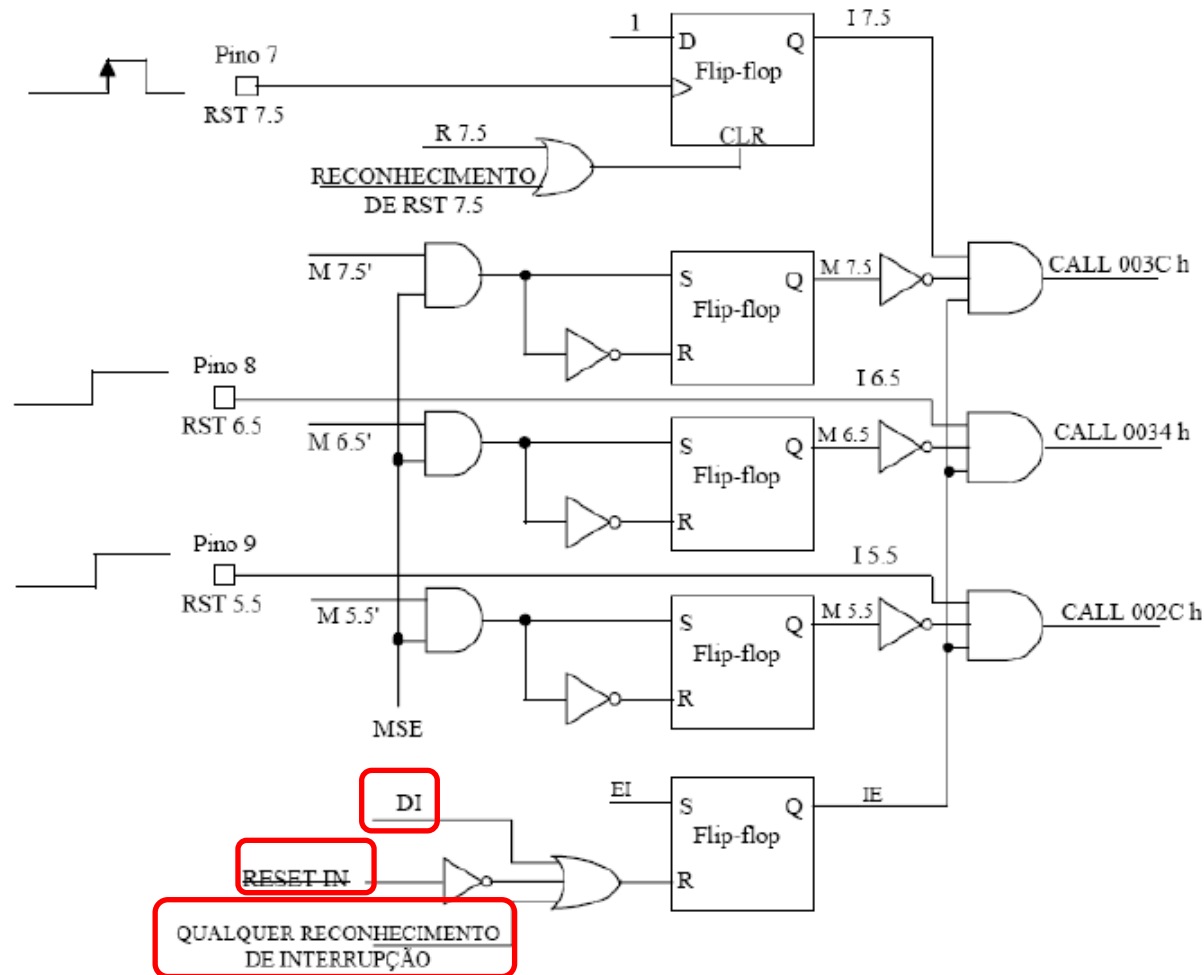 1
D
Q
I 7.5
Pino 7
Flip-flop
RST 7.5
CLR
R 7.5
RECONHECIMENTO
DE RST 7.5
M 7.5'
S
Q
M 7.5
CALL 003C h
Flip-flop
R
Pino 8
I 6.5
RST 6.5
M 6.5'
S
Q
M 6.5
CALL 0034 h
Flip-flop
R
Pino 9
I 5.5
RST 5.5
M 5.5'
S
Q
M 5.5
CALL 002C h
Flip-flop
R
MSE
DI
EI
S
Q
IE
Flip-flop
RESET IN
R
QUALQUER RECONHECIMENTO
DE INTERRUPÇÃO